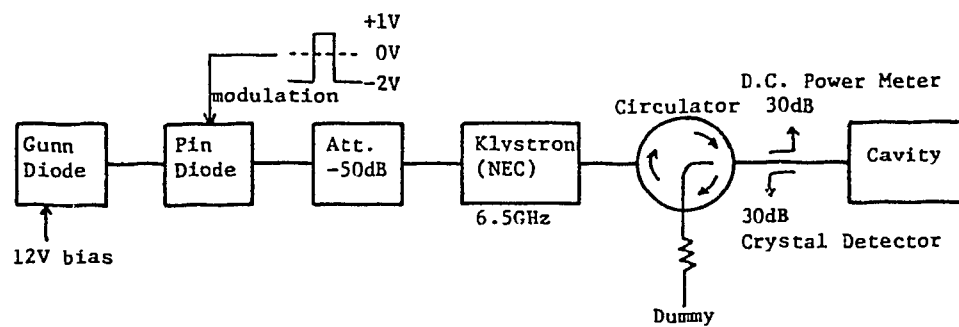 +1V
0V
-2V
modulation
Gunn
Diode
12V bias
Pin
Diode
Att.
-50dB
Klystron
(NEC)
6.5GHz
Circulator
Dummy
D.C. Power Meter
30dB
30dB
Crystal Detector
Cavity